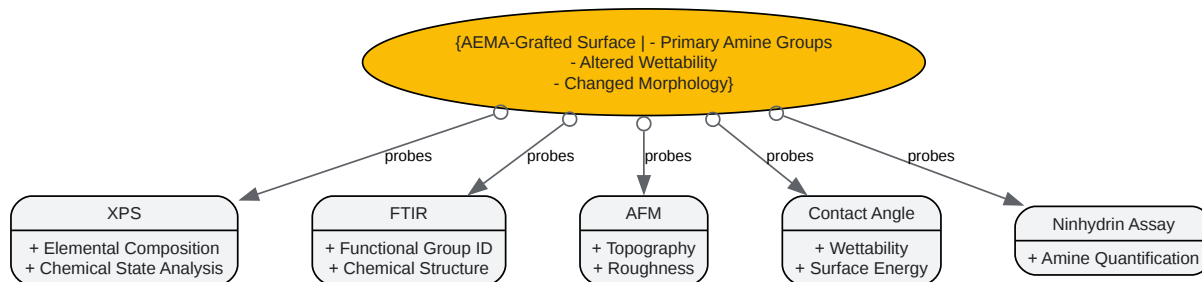 {AEMA-Grafted Surface | - Primary Amine Groups
- Altered Wettability
- Changed Morphology}
probes
probes
probes
probes
probes
XPS
+ Elemental Composition
+ Chemical State Analysis
FTIR
+ Functional Group ID
+ Chemical Structure
AFM
+ Topography
+ Roughness
Contact Angle
+ Wettability
+ Surface Energy
Ninhydrin Assay
+ Amine Quantification